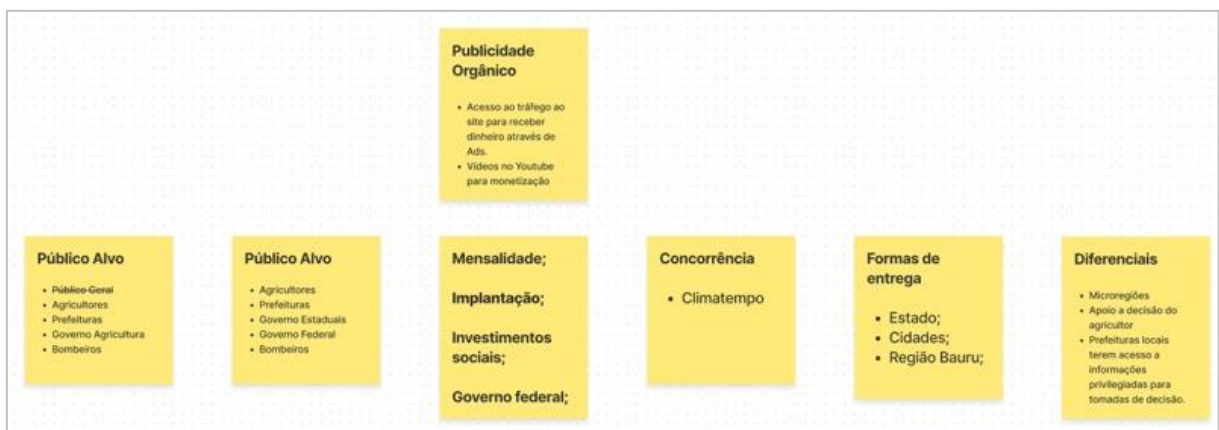 Publicidade
Orgânico
• Acesso ao tráfego ao
site para receber
dinheiro através de
Ads.
• Vídeos no Youtube
para monetização
Público Alvo
• Público Geral
• Agricultores
• Prefeituras
• Governo Agricultura
• Bombeiros
Público Alvo
• Agricultores
• Prefeituras
• Governo Estaduais
• Governo Federal
• Bombeiros
Mensalidade;
Implantação;
Investimentos
sociais;
Governo federal;
Concorrência
• Climatempo
Formas de
entrega
• Estado;
• Cidades;
• Região Bauru;
Diferenciais
• Microregiões
• Apoio a decisão do
agricultor
• Prefeituras locais
terem acesso a
informações
privilegiadas para
tomadas de decisão.